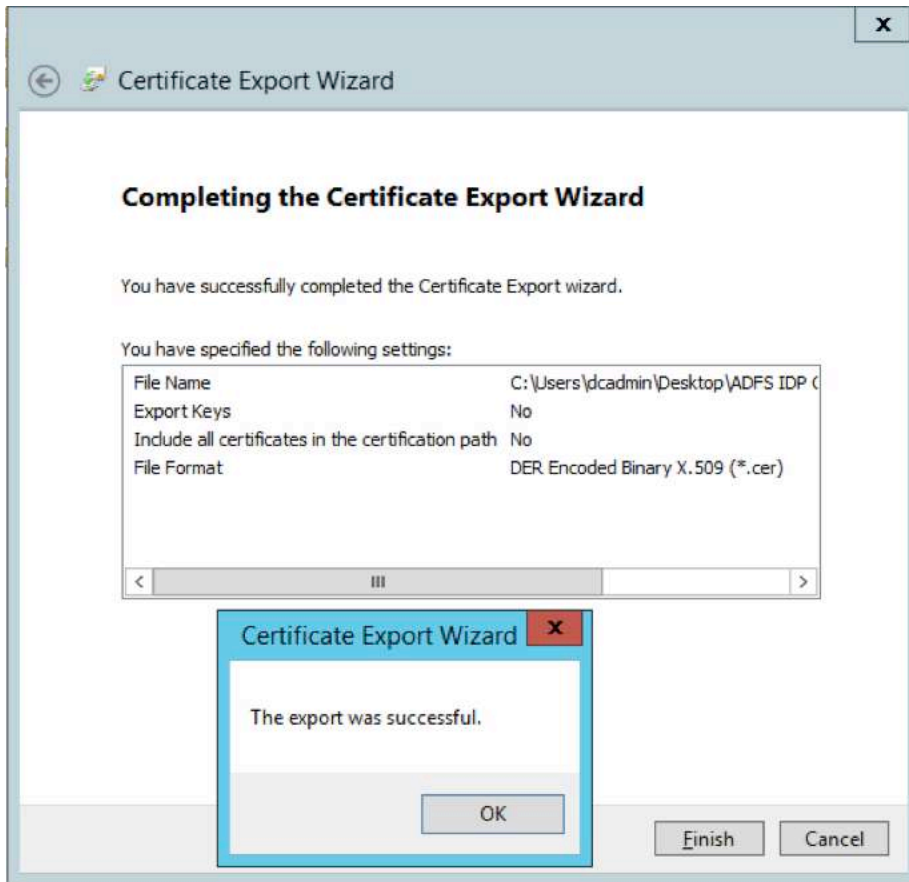 x
Certificate Export Wizard
Completing the Certificate Export Wizard
You have successfully completed the Certificate Export wizard.
You have specified the following settings:
File Name C:\Users\dcadmin\Desktop\ADFS IDP
Export Keys No
Include all certificates in the certification path No
File Format DER Encoded Binary X.509 (*.cer)
Certificate Export Wizard x
The export was successful.
OK
Finish Cancel